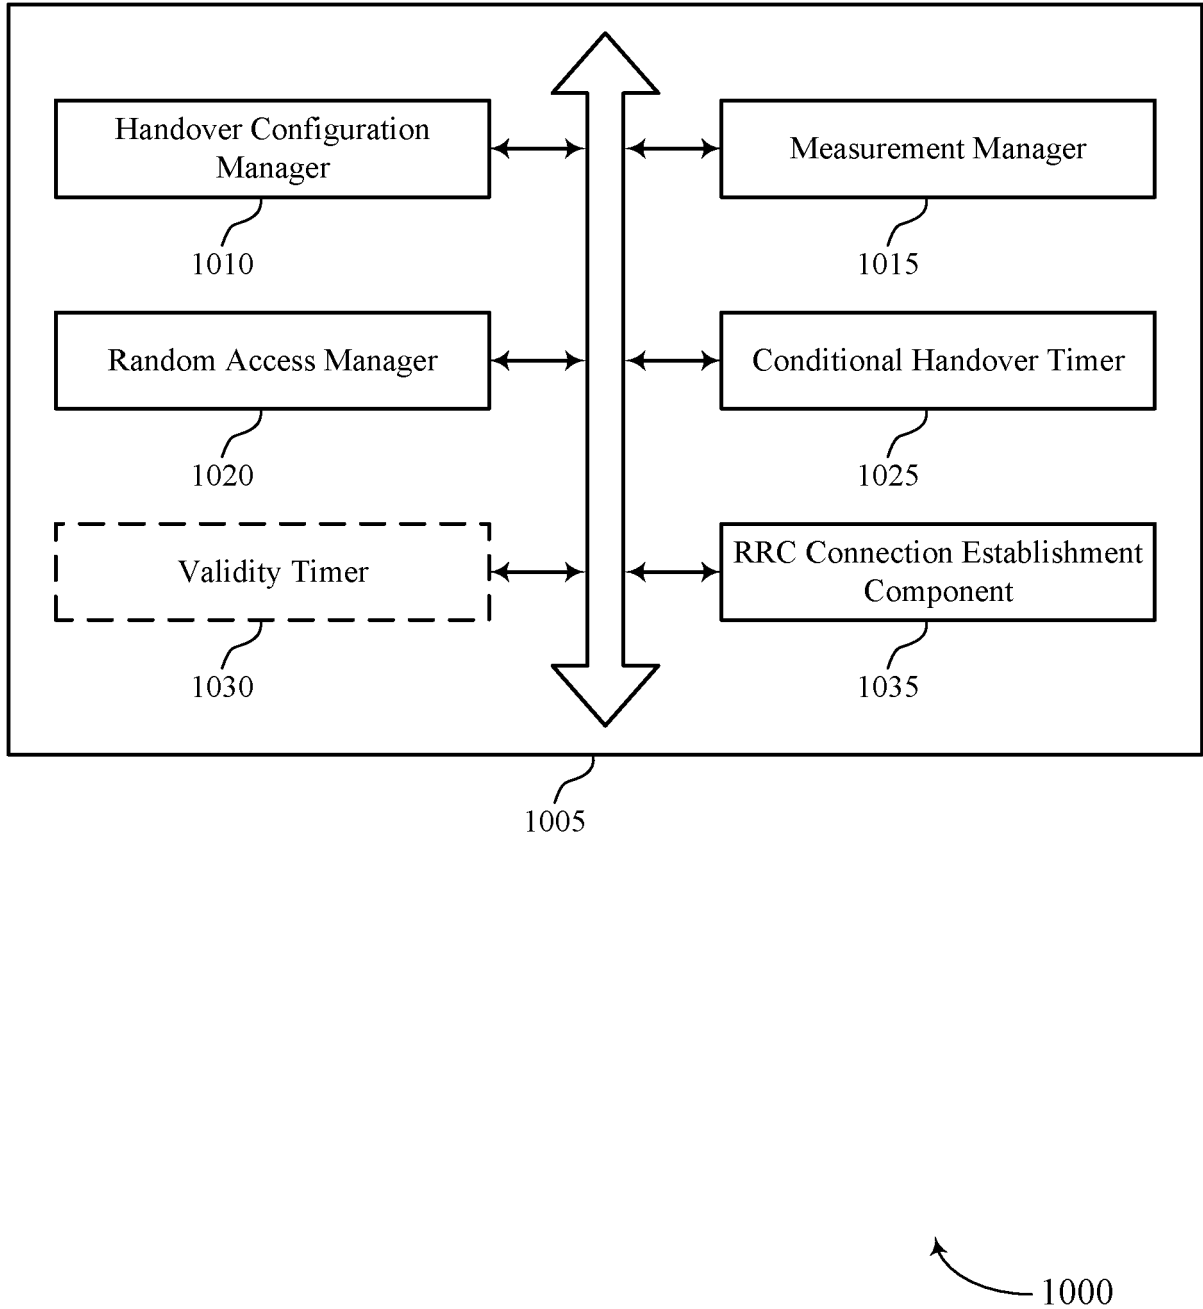 Handover Configuration
Manager
1010
Measurement Manager
1015
Random Access Manager
1020
Conditional Handover Timer
1025
Validity Timer
1030
RRC Connection Establishment
Component
1035
1005
1000